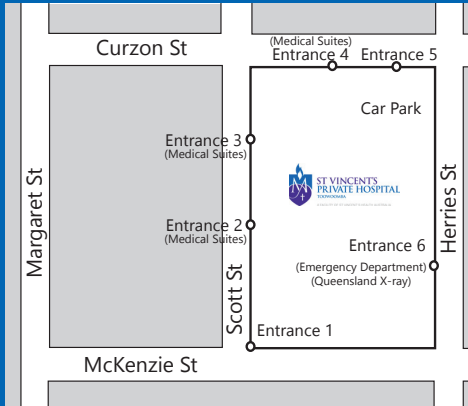 Curzon St
(Medical Suites)
Entrance 4
Entrance 5
Car Park
Entrance 3
(Medical Suites)
Margaret St
ST VINCENT'S
PRIVATE HOSPITAL
TOOWOOMBA
Herries St
Entrance 2
(Medical Suites)
Entrance 6
(Emergency Department)
(Queensland X-ray)
Scott St
Entrance 1
McKenzie St